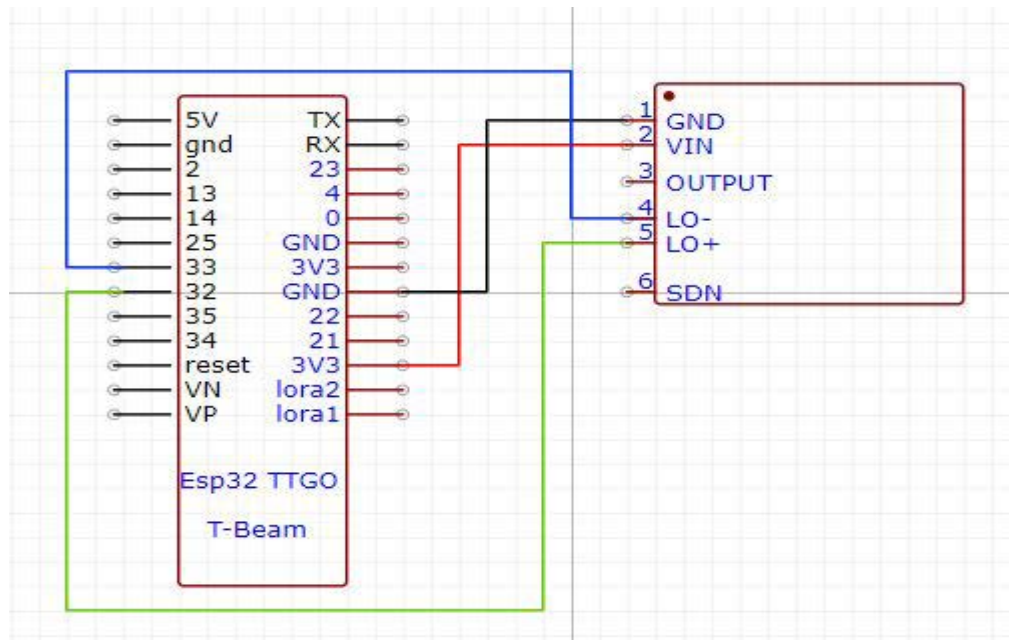 5V TX
gnd RX
2 23
13 4
14 0
25 GND
33 3V3
32 GND
35 22
34 21
reset 3V3
VN lora2
VP lora1
Esp32 TTGO
T-Beam
1 GND
2 VIN
3 OUTPUT
4 LO-
5 LO+
6 SDN